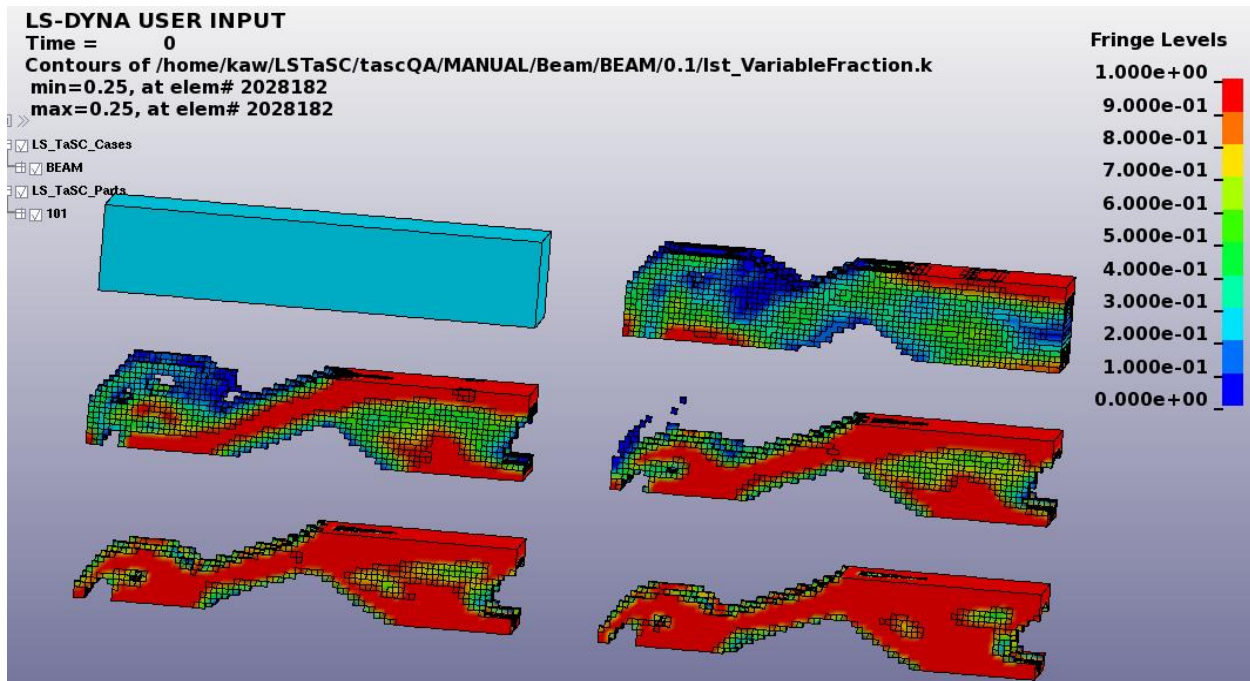 LS-DYNA USER INPUT
Time = 0
Contours of /home/kaw/LSTaSC/tascQA/MANUAL/Beam/BEAM/0.1/lst_VariableFraction.k
min=0.25, at elem# 2028182
max=0.25, at elem# 2028182
LS_TaSC_Cases
BEAM
LS_TaSC_Parts
101
Fringe Levels
1.000e+00
9.000e-01
8.000e-01
7.000e-01
6.000e-01
5.000e-01
4.000e-01
3.000e-01
2.000e-01
1.000e-01
0.000e+00